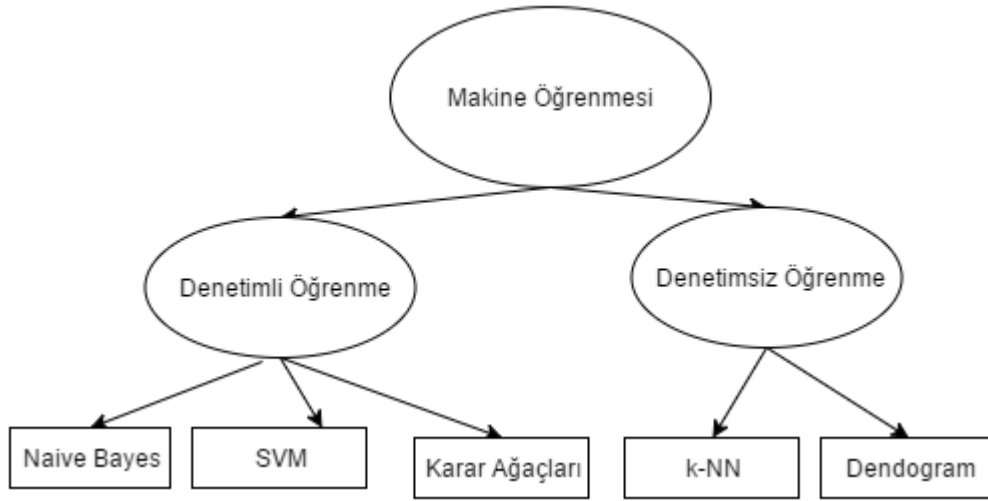 Makine Öğrenmesi
Denetimli Öğrenme
Denetimsiz Öğrenme
Naive Bayes
SVM
Karar Ağaçları
k-NN
Dendogram